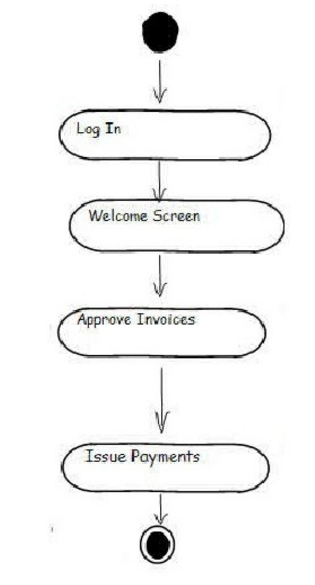 Log In
Welcome Screen
Approve Invoices
Issue Payments